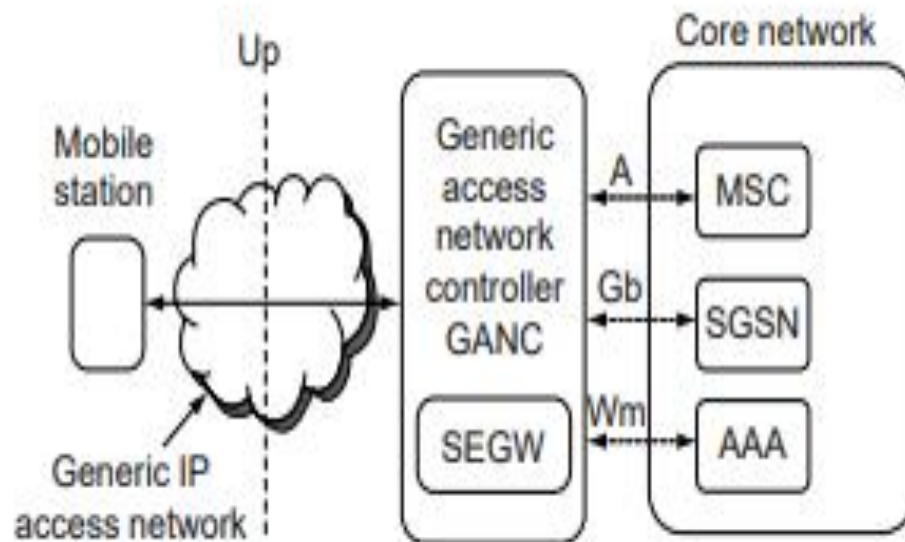 Core network
Up
Mobile
station
Generic
access
network
controller
GANC
SEGW
A
Gb
Wm
MSC
SGSN
AAA
Generic IP
access network